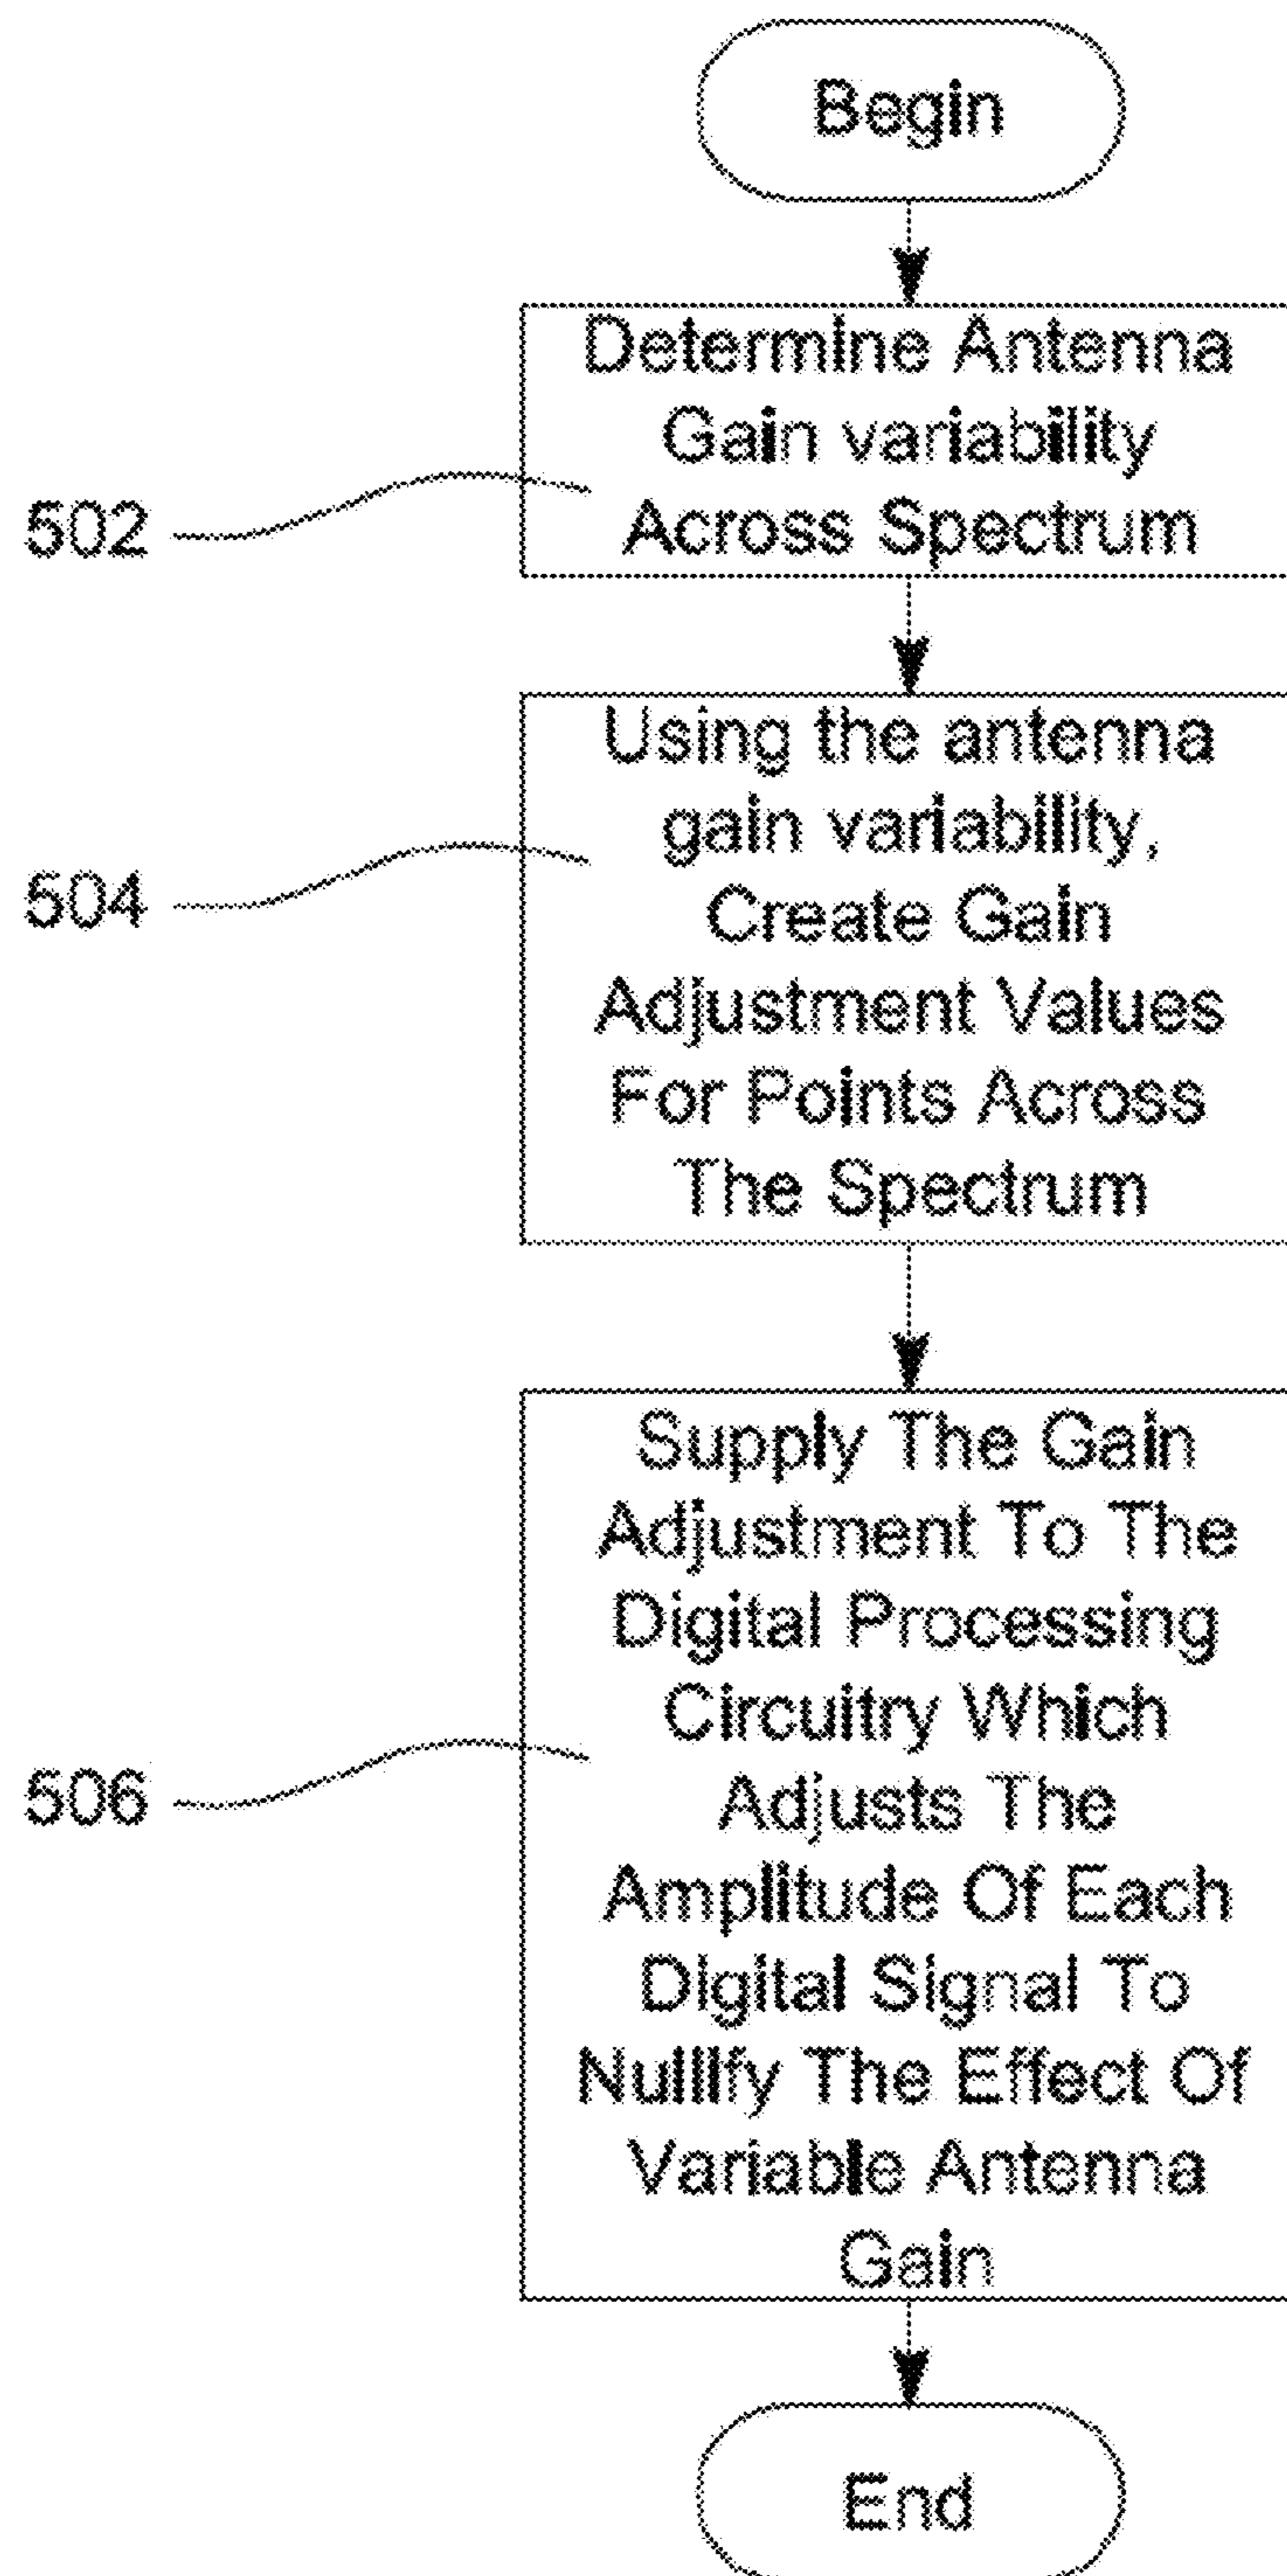 Begin
Determine Antenna
Gain variability
Across Spectrum
502
Using the antenna
gain variability,
Create Gain
Adjustment Values
For Points Across
The Spectrum
504
Supply The Gain
Adjustment To The
Digital Processing
Circuitry Which
Adjusts The
Amplitude Of Each
Digital Signal To
Nullify The Effect Of
Variable Antenna
Gain
506
End